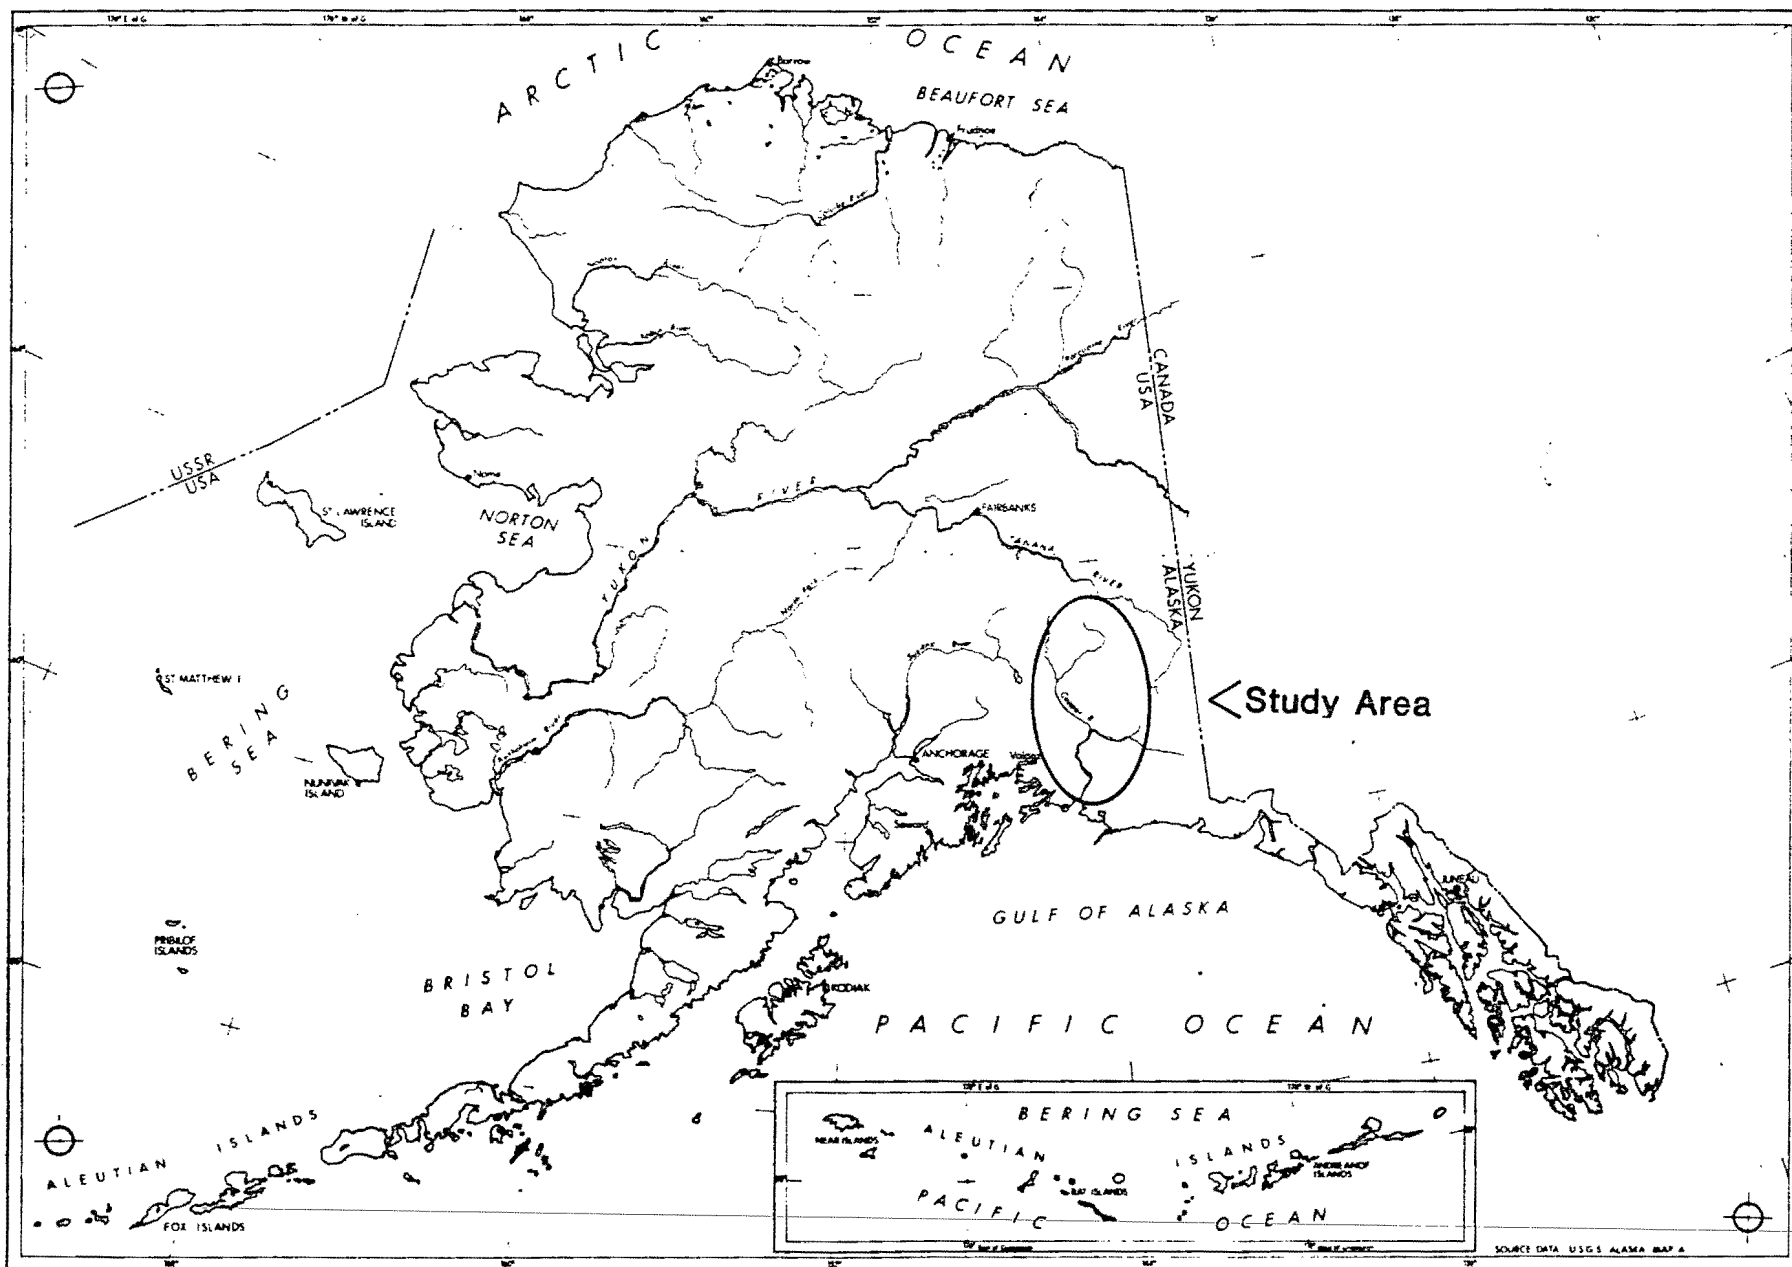 ARCTIC OCEAN
BEAUFORT SEA
Barrow
Prudhoe
CANADA
USA
USSR
USA
Nome
ST LAWRENCE
ISLAND
NORTON
SEA
YUKON RIVER
FAIRBANKS
TANANA RIVER
YUKON
ALASKA
North Fork
ST MATTHEW I
BERING
SEA
NUNIVAK
ISLAND
Copper R
<Study Area
ANCHORAGE
JUNEAU
GULF OF ALASKA
PRIBILOF
ISLANDS
BRISTOL
BAY
KODIAK
PACIFIC OCEAN
ALEUTIAN ISLANDS
FOX ISLANDS
BERING SEA
NEAR ISLANDS
ALEUTIAN ISLANDS
RAT ISLANDS
ANDREANOF
ISLANDS
PACIFIC OCEAN
SOURCE DATA U.S.G.S. ALASKA MAP A